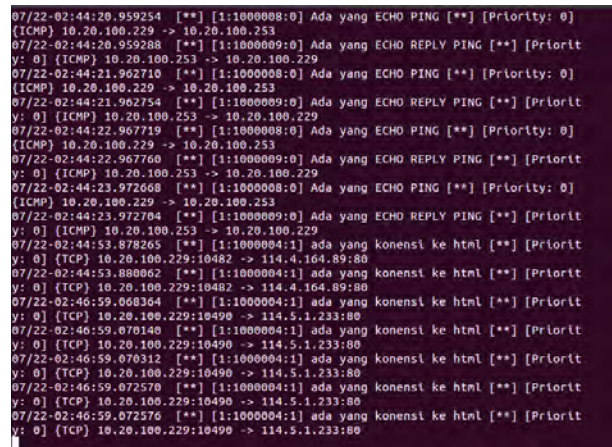 07/22-02:44:20.959254  [**] [1:1000008:0] Ada yang ECHO PING [**] [Priority: 0]
{ICMP} 10.20.100.229 -> 10.20.100.253
07/22-02:44:20.959288  [**] [1:1000009:0] Ada yang ECHO REPLY PING [**] [Priorit
y: 0] {ICMP} 10.20.100.253 -> 10.20.100.229
07/22-02:44:21.962710  [**] [1:1000008:0] Ada yang ECHO PING [**] [Priority: 0]
{ICMP} 10.20.100.229 -> 10.20.100.253
07/22-02:44:21.962754  [**] [1:1000009:0] Ada yang ECHO REPLY PING [**] [Priorit
y: 0] {ICMP} 10.20.100.253 -> 10.20.100.229
07/22-02:44:22.967719  [**] [1:1000008:0] Ada yang ECHO PING [**] [Priority: 0]
{ICMP} 10.20.100.229 -> 10.20.100.253
07/22-02:44:22.967760  [**] [1:1000009:0] Ada yang ECHO REPLY PING [**] [Priorit
y: 0] {ICMP} 10.20.100.253 -> 10.20.100.229
07/22-02:44:23.972668  [**] [1:1000008:0] Ada yang ECHO PING [**] [Priority: 0]
{ICMP} 10.20.100.229 -> 10.20.100.253
07/22-02:44:23.972704  [**] [1:1000009:0] Ada yang ECHO REPLY PING [**] [Priorit
y: 0] {ICMP} 10.20.100.253 -> 10.20.100.229
07/22-02:44:53.878265  [**] [1:1000004:1] ada yang konensi ke html [**] [Priorit
y: 0] {TCP} 10.20.100.229:10482 -> 114.4.164.89:80
07/22-02:44:53.880062  [**] [1:1000004:1] ada yang konensi ke html [**] [Priorit
y: 0] {TCP} 10.20.100.229:10482 -> 114.4.164.89:80
07/22-02:46:59.068364  [**] [1:1000004:1] ada yang konensi ke html [**] [Priorit
y: 0] {TCP} 10.20.100.229:10490 -> 114.5.1.233:80
07/22-02:46:59.070140  [**] [1:1000004:1] ada yang konensi ke html [**] [Priorit
y: 0] {TCP} 10.20.100.229:10490 -> 114.5.1.233:80
07/22-02:46:59.070312  [**] [1:1000004:1] ada yang konensi ke html [**] [Priorit
y: 0] {TCP} 10.20.100.229:10490 -> 114.5.1.233:80
07/22-02:46:59.072570  [**] [1:1000004:1] ada yang konensi ke html [**] [Priorit
y: 0] {TCP} 10.20.100.229:10490 -> 114.5.1.233:80
07/22-02:46:59.072576  [**] [1:1000004:1] ada yang konensi ke html [**] [Priorit
y: 0] {TCP} 10.20.100.229:10490 -> 114.5.1.233:80